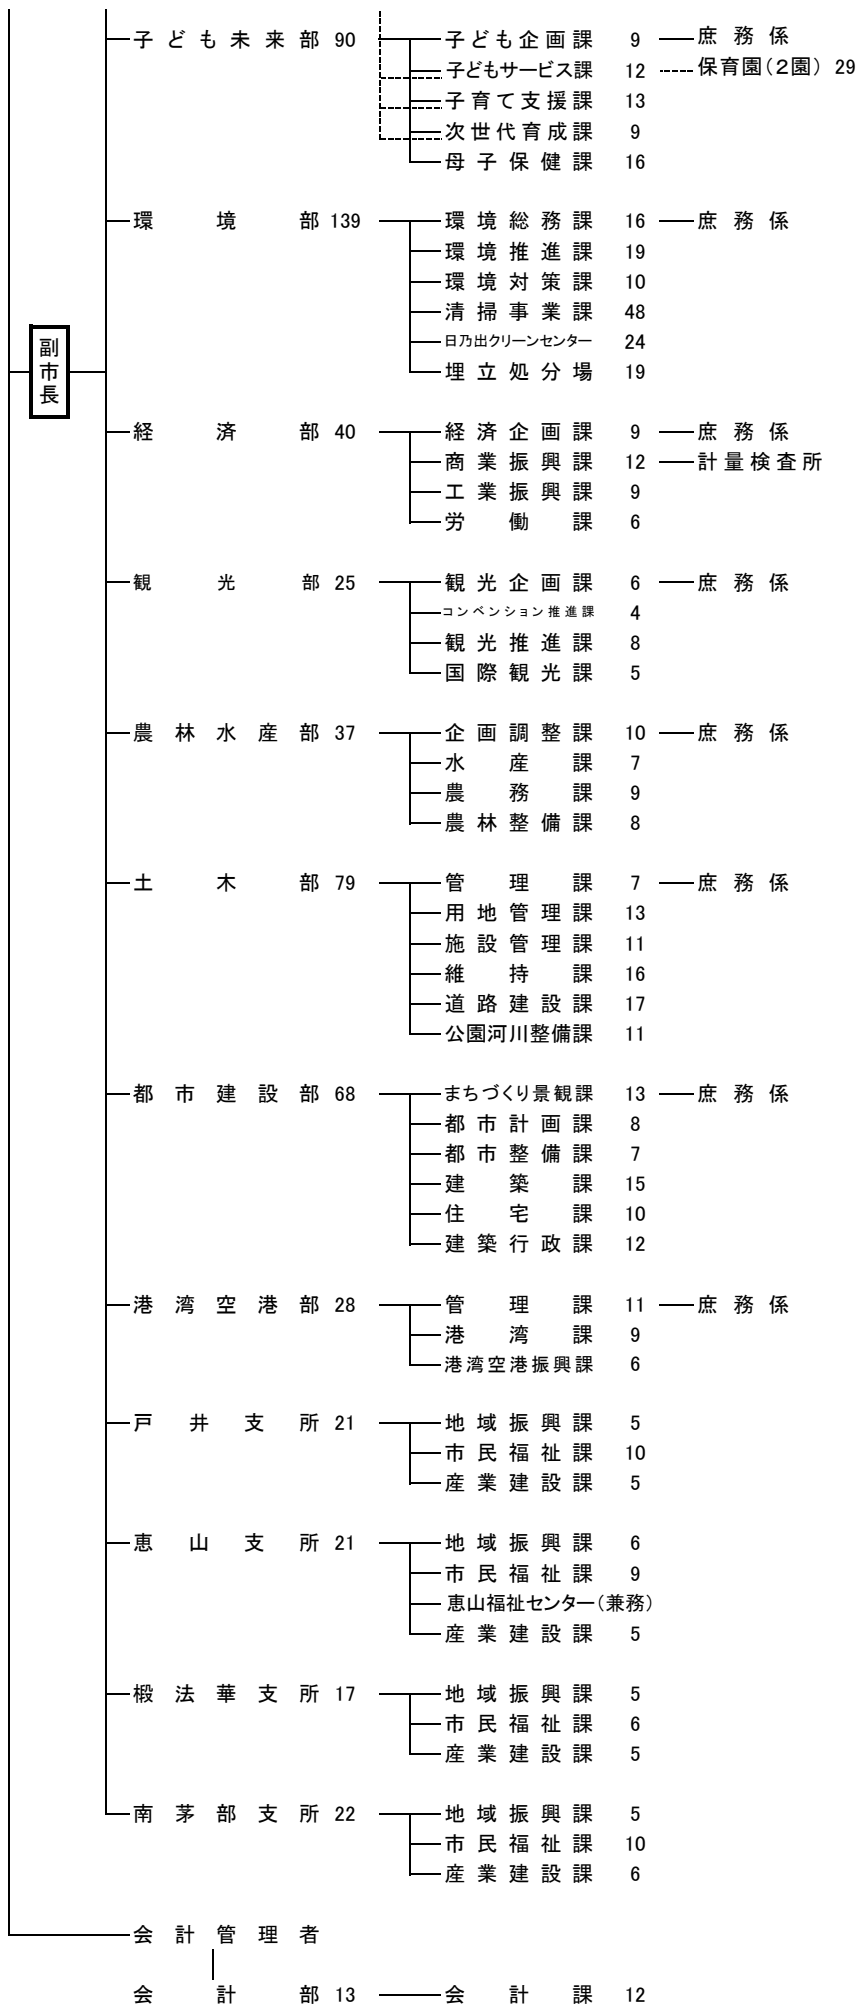 子ども未来部 90 子ども企画課 9 庶務係
子どもサービス課 12 保育園(2園) 29
子育て支援課 13
次世代育成課 9
母子保健課 16
環境部 139 環境総務課 16 庶務係
環境推進課 19
環境対策課 10
清掃事業課 48
日乃出クリーンセンター 24
副市長
埋立処分場 19
経済部 40 経済企画課 9 庶務係
商業振興課 12 計量検査所
工業振興課 9
労働課 6
観光部 25 観光企画課 6 庶務係
コンベンション推進課 4
観光推進課 8
国際観光課 5
農林水産部 37 企画調整課 10 庶務係
水産課 7
農務課 9
農林整備課 8
土木部 79 管理課 7 庶務係
用地管理課 13
施設管理課 11
維持課 16
道路建設課 17
公園河川整備課 11
都市建設部 68 まちづくり景観課 13 庶務係
都市計画課 8
都市整備課 7
建築課 15
住宅課 10
建築行政課 12
港湾空港部 28 管理課 11 庶務係
港湾課 9
港湾空港振興課 6
戸井支所 21 地域振興課 5
市民福祉課 10
産業建設課 5
恵山支所 21 地域振興課 6
市民福祉課 9
恵山福祉センター(兼務)
産業建設課 5
椴法華支所 17 地域振興課 5
市民福祉課 6
産業建設課 5
南茅部支所 22 地域振興課 5
市民福祉課 10
産業建設課 6
会計管理者
会計部 13 会計課 12